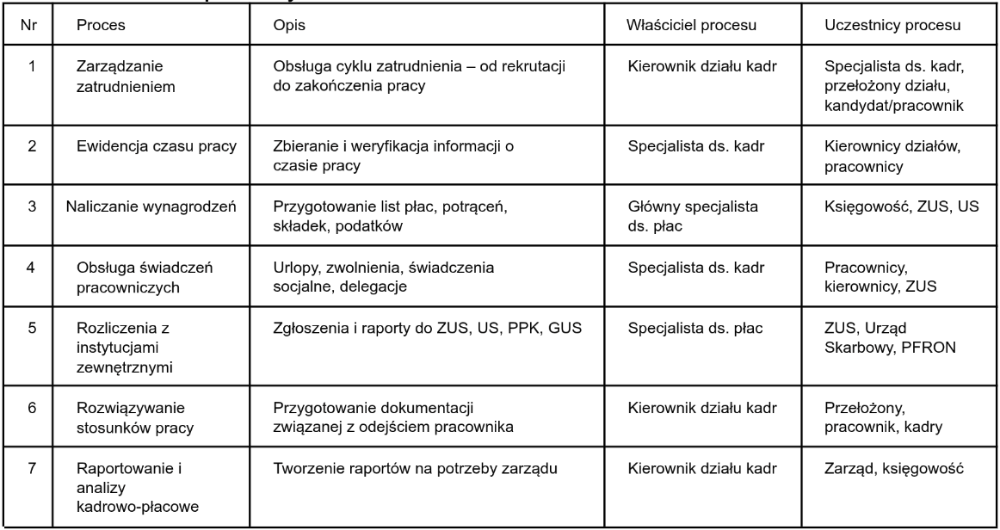 Nr Proces Opis Właściciel procesu Uczestnicy procesu
1 Zarządzanie Obsługa cyklu zatrudnienia – od rekrutacji Kierownik działu kadr Specjalista ds. kadr,
zatrudnieniem do zakończenia pracy przełożony działu,
kandydat/pracownik
2 Ewidencja czasu pracy Zbieranie i weryfikacja informacji o Specjalista ds. kadr Kierownicy działów,
czasie pracy pracownicy
3 Naliczanie wynagrodzeń Przygotowanie list płac, potrąceń, Główny specjalista Księgowość, ZUS, US
składek, podatków ds. płac
4 Obsługa świadczeń Urlopy, zwolnienia, świadczenia Specjalista ds. kadr Pracownicy,
pracowniczych socjalne, delegacje kierownicy, ZUS
5 Rozliczenia z Zgłoszenia i raporty do ZUS, US, PPK, GUS Specjalista ds. płac ZUS, Urząd
instytucjami Skarbowy, PFRON
zewnętrznymi
6 Rozwiązywanie Przygotowanie dokumentacji Kierownik działu kadr Przełożony,
stosunków pracy związanej z odejściem pracownika pracownik, kadry
7 Raportowanie i Tworzenie raportów na potrzeby zarządu Kierownik działu kadr Zarząd, księgowość
analizy
kadrowo-płacowe